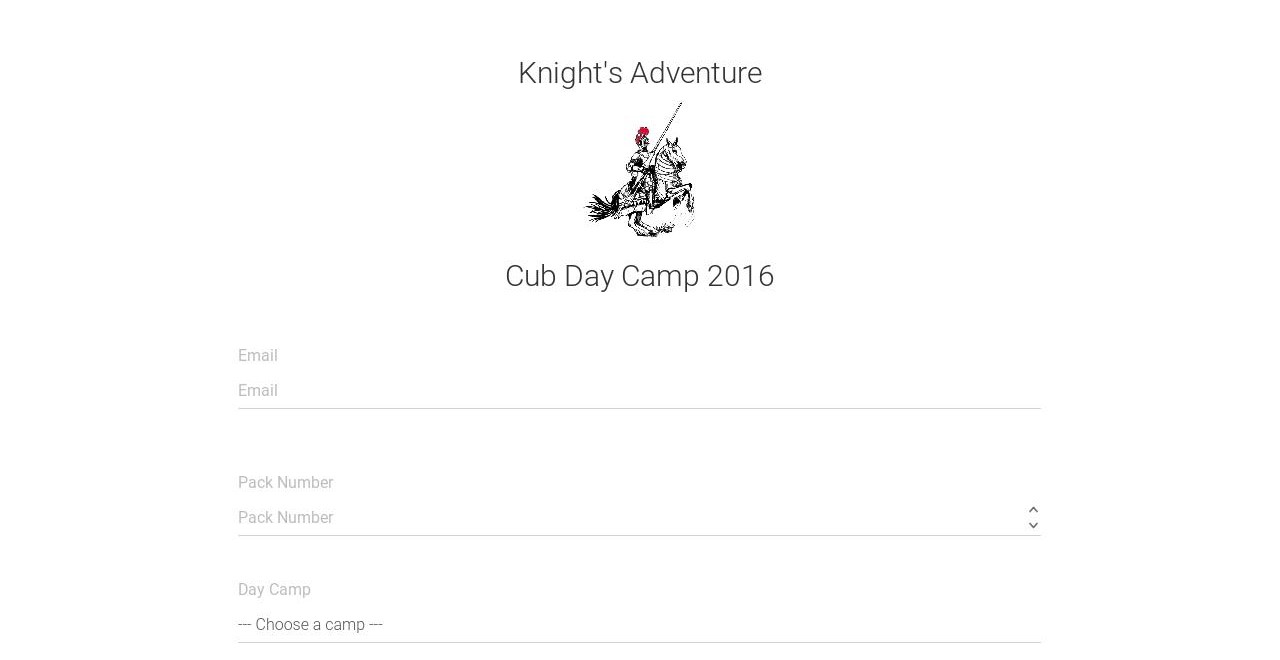 Knight's Adventure
Cub Day Camp 2016
Email
Email
Pack Number
Pack Number
Day Camp
--- Choose a camp ---